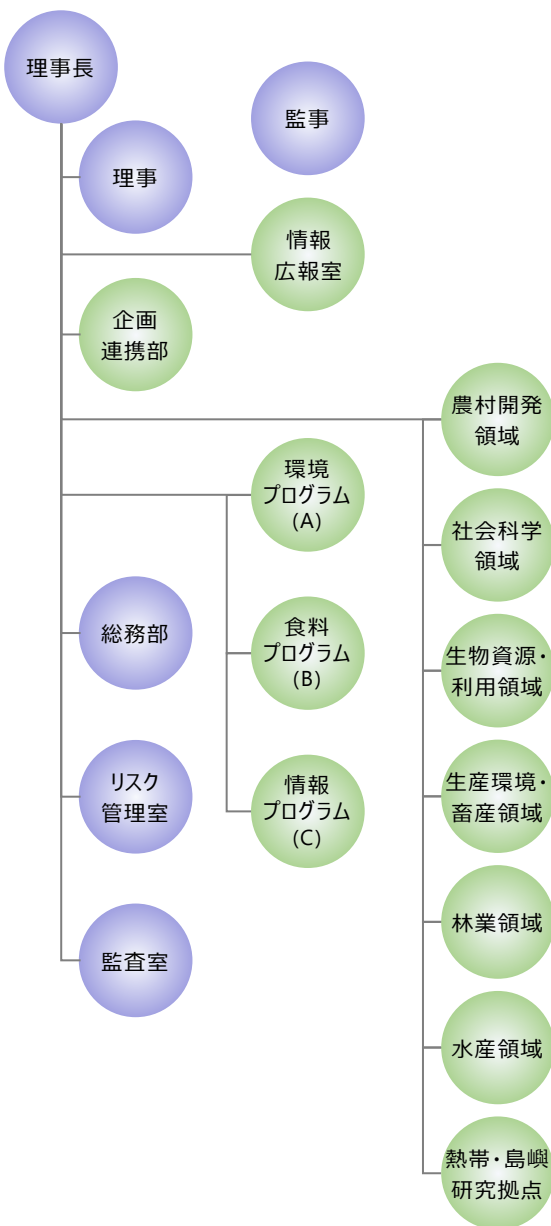 理事長
監事
理事
情報
広報室
企画
連携部
農村開発
領域
環境
プログラム
(A)
社会科学
領域
総務部
食料
プログラム
(B)
生物資源・
利用領域
リスク
管理室
情報
プログラム
(C)
生産環境・
畜産領域
林業領域
監査室
水産領域
熱帯・島嶼
研究拠点